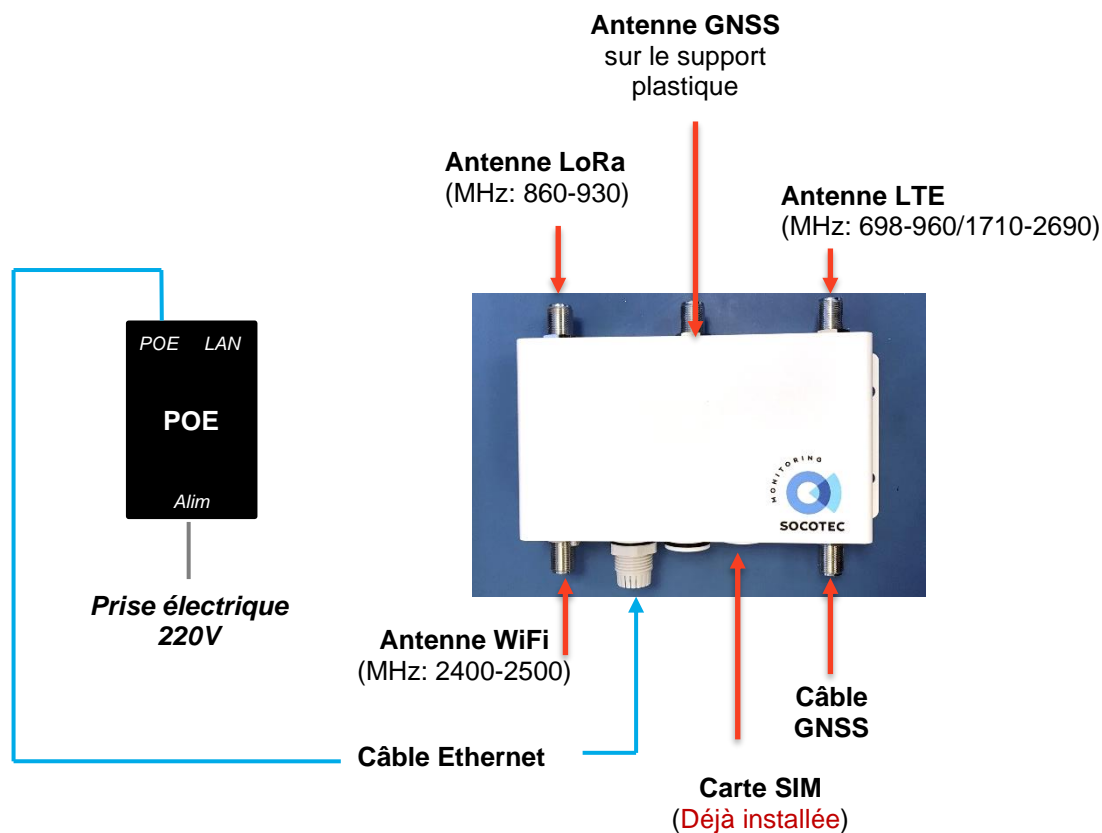 Antenne GNSS
sur le support
plastique
Antenne LoRa
(MHz: 860-930)
Antenne LTE
(MHz: 698-960/1710-2690)
POE LAN
POE
Alim
Prise électrique
220V
MONITORING
SOCOTEC
Antenne WiFi
(MHz: 2400-2500)
Câble
GNSS
Câble Ethernet
Carte SIM
(Déjà installée)